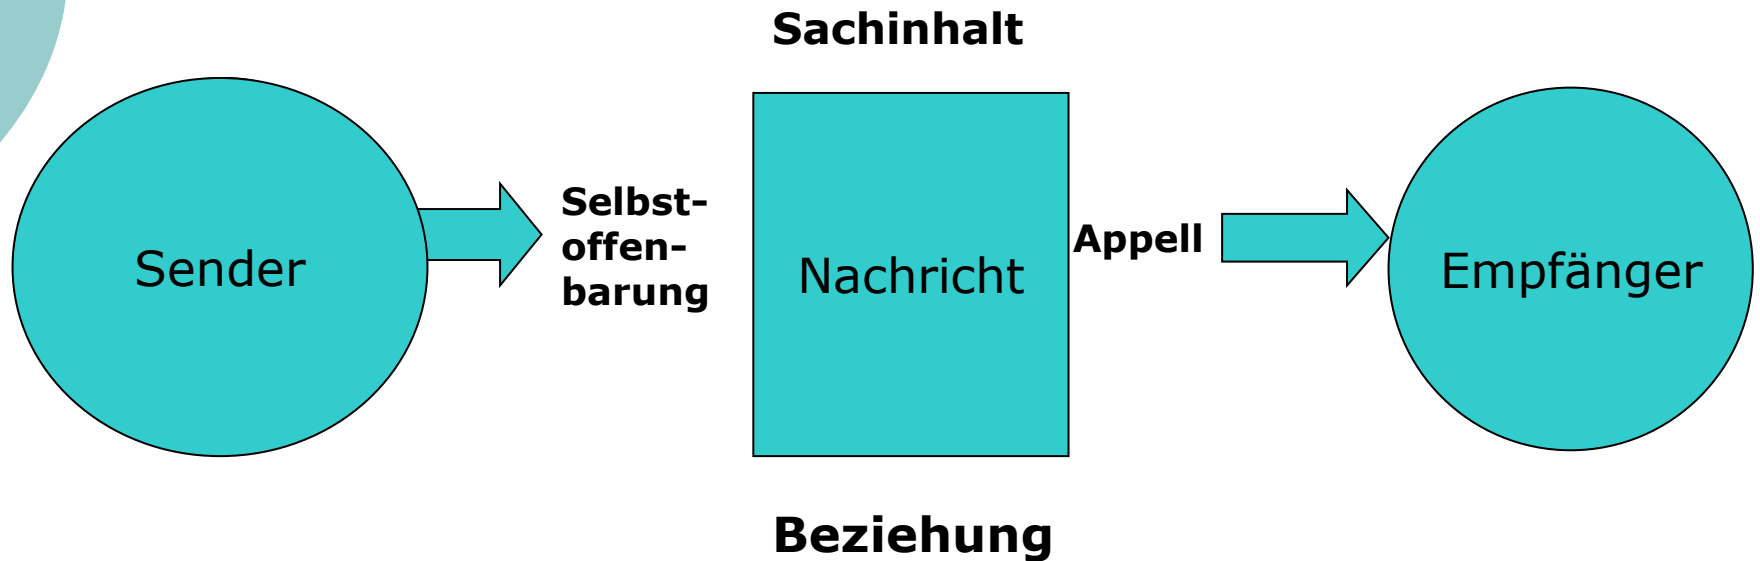 Sachinhalt
Sender
Selbst-
offen-
barung
Nachricht
Appell
Empfänger
Beziehung